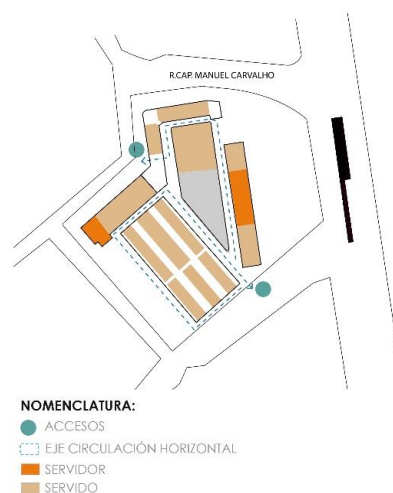 R.CAP. MANUEL CARVALHO
NOMENCLATURA:
ACCESOS
EJE CIRCULACIÓN HORIZONTAL
SERVIDOR
SERVIDO